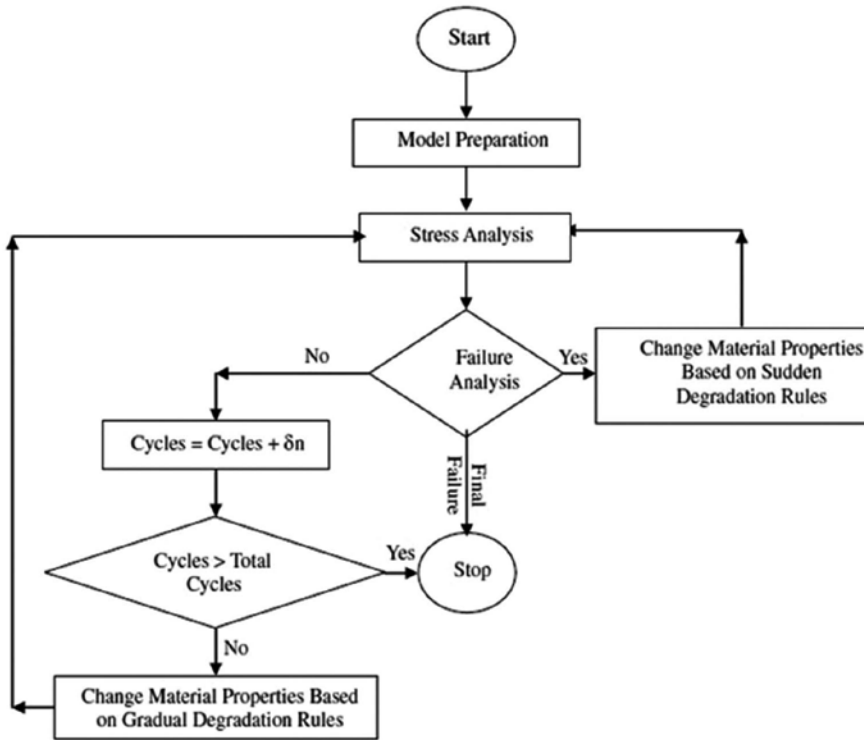 Start
Model Preparation
Stress Analysis
No
Failure
Analysis
Yes
Change Material Properties
Based on Sudden
Degradation Rules
Cycles = Cycles + δn
Final
Failure
Cycles > Total
Cycles
Yes
Stop
No
Change Material Properties Based
on Gradual Degradation Rules